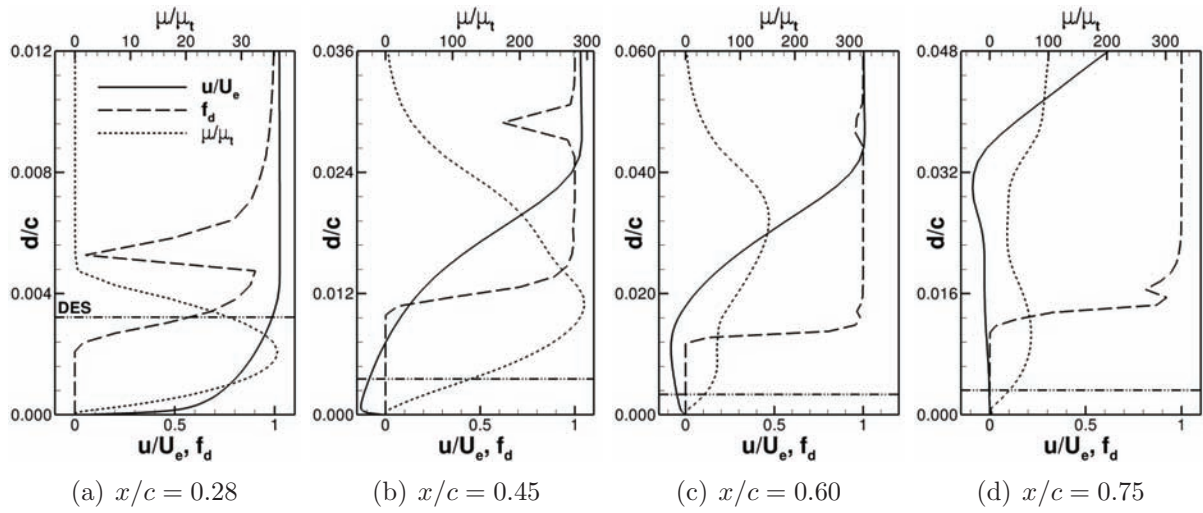 μ/μt
0 10 20 30
0.012
0.008
0.004
0.000
d/c
u/Ue
fd
μ/μt
DES
0 0.5 1
u/Ue, fd
(a) x/c = 0.28
μ/μt
0 100 200 300
0.036
0.024
0.012
0.000
d/c
0 0.5 1
u/Ue, fd
(b) x/c = 0.45
μ/μt
0 100 200 300
0.060
0.040
0.020
0.000
d/c
0 0.5 1
u/Ue, fd
(c) x/c = 0.60
μ/μt
0 100 200 300
0.048
0.032
0.016
0.000
d/c
0 0.5 1
u/Ue, fd
(d) x/c = 0.75